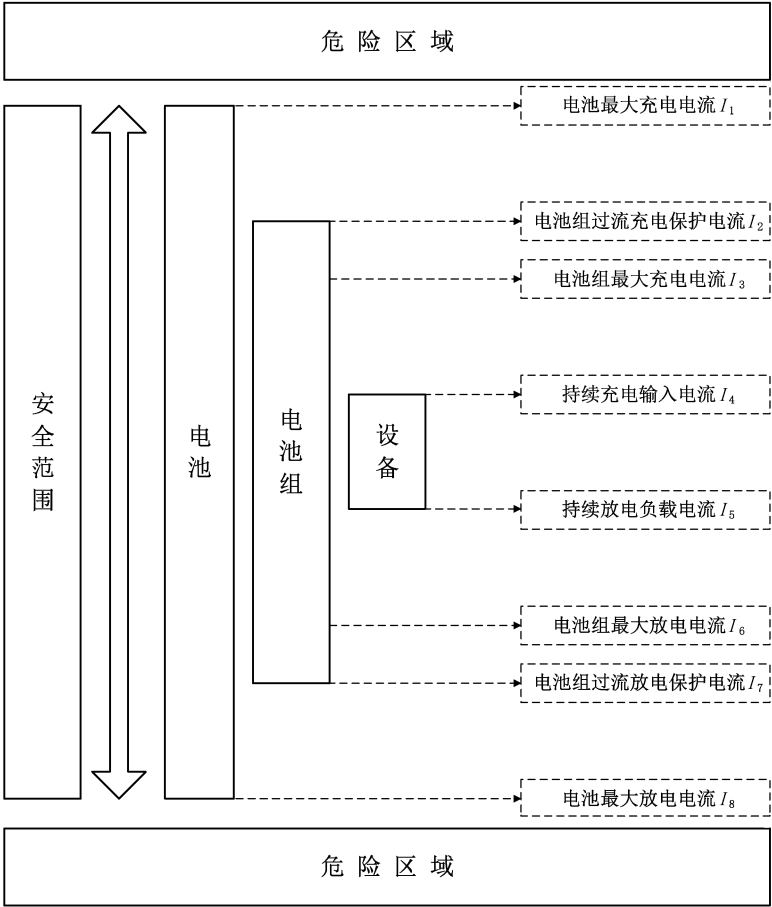 危险区域
电池最大充电电流I₁
电池组过流充电保护电流I₂
电池组最大充电电流I₃
持续充电输入电流I₄
安全范围
电池
电池组
设备
持续放电负载电流I₅
电池组最大放电电流I₆
电池组过流放电保护电流I₇
电池最大放电电流I₈
危险区域